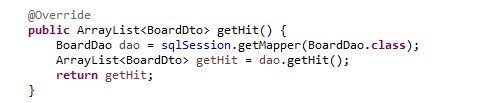 @Override
public ArrayList<BoardDto> getHit() {
BoardDao dao = sqlSession.getMapper(BoardDao.class);
ArrayList<BoardDto> getHit = dao.getHit();
return getHit;
}